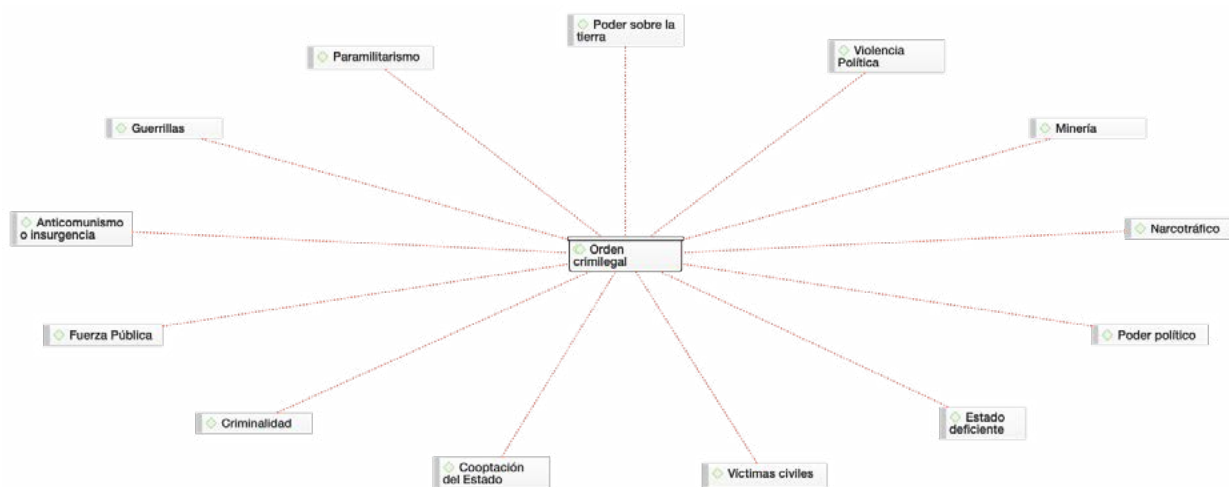 Poder sobre la
tierra
Violencia
Política
Paramilitarismo
Guerrillas
Minería
Anticomunismo
o insurgencia
Narcotráfico
Orden
crimilegal
Fuerza Pública
Poder político
Criminalidad
Estado
deficiente
Cooptación
del Estado
Víctimas civiles